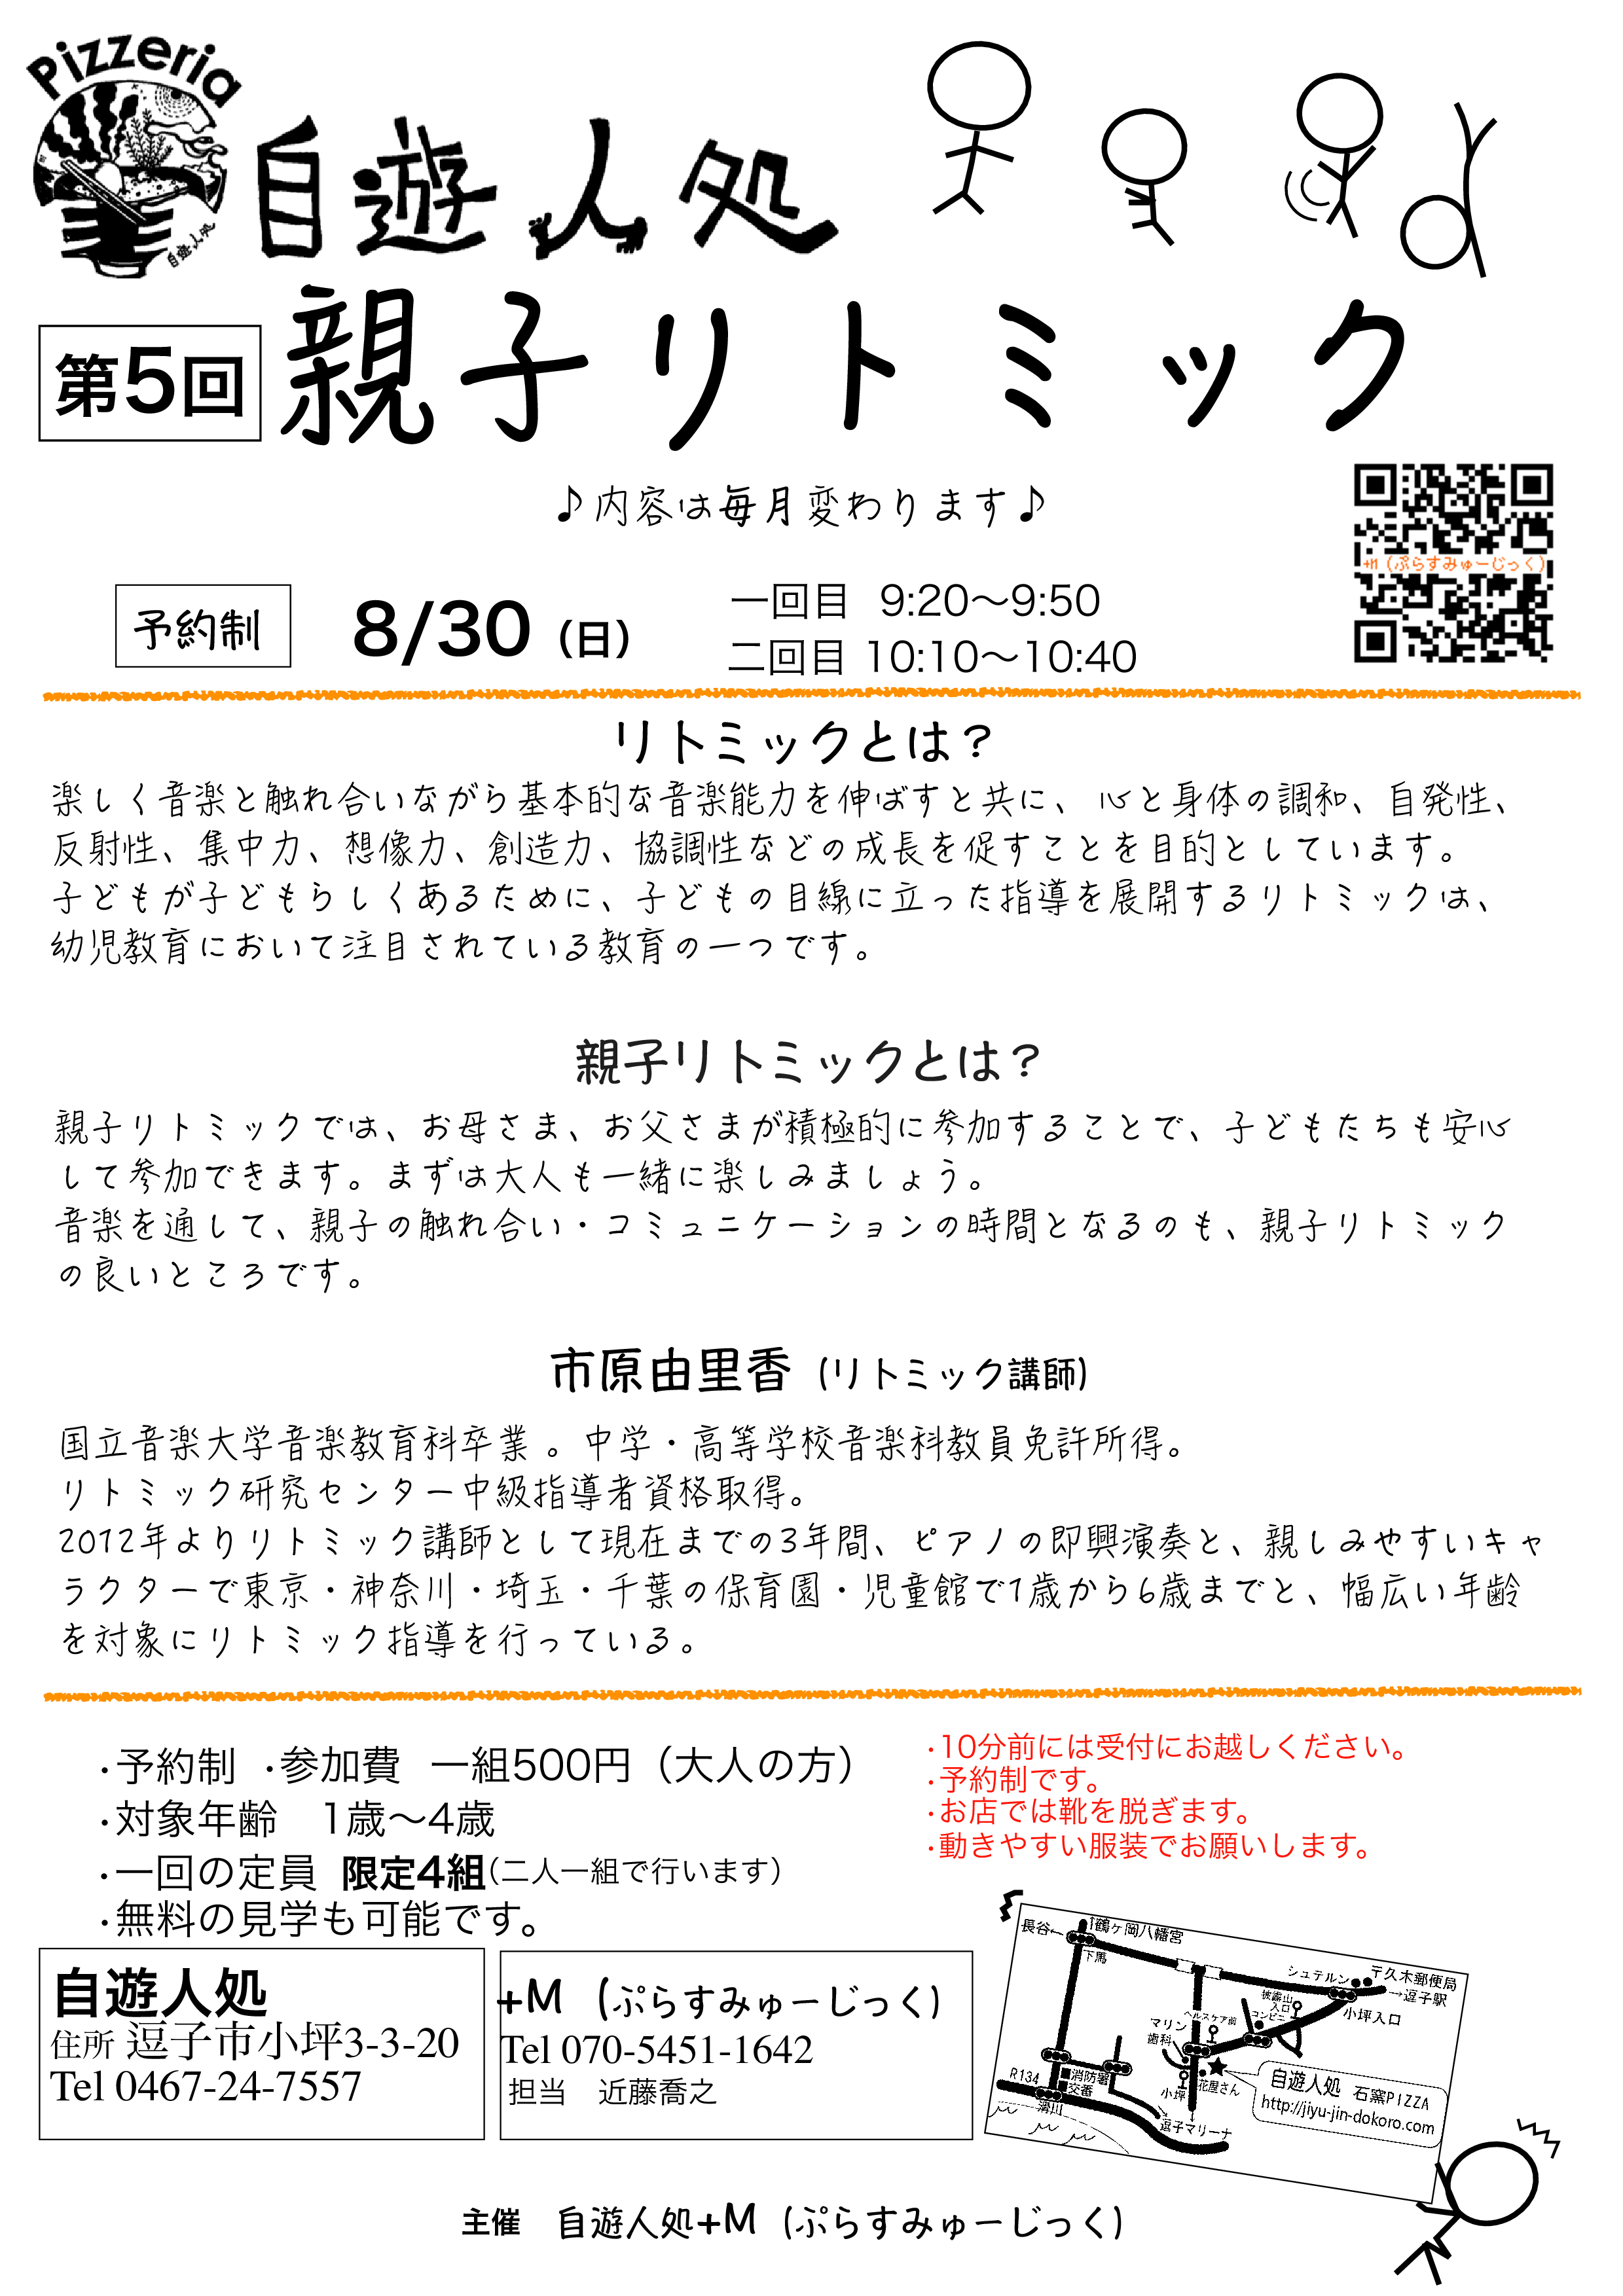 Pizzeria
自遊人処
自遊人処
第5回
親子リトミック
♪内容は毎月変わります♪
+M（ぷらすみゅーじっく）
予約制
8/30（日）
一回目 9:20〜9:50
二回目 10:10〜10:40
リトミックとは？
楽しく音楽と触れ合いながら基本的な音楽能力を伸ばすと共に、心と身体の調和、自発性、
反射性、集中力、想像力、創造力、協調性などの成長を促すことを目的としています。
子どもが子どもらしくあるために、子どもの目線に立った指導を展開するリトミックは、
幼児教育において注目されている教育の一つです。
親子リトミックとは？
親子リトミックでは、お母さま、お父さまが積極的に参加することで、子どもたちも安心
して参加できます。まずは大人も一緒に楽しみましょう。
音楽を通して、親子の触れ合い・コミュニケーションの時間となるのも、親子リトミック
の良いところです。
市原由里香（リトミック講師）
国立音楽大学音楽教育科卒業 。中学・高等学校音楽科教員免許所得。
リトミック研究センター中級指導者資格取得。
2012年よりリトミック講師として現在までの3年間、ピアノの即興演奏と、親しみやすいキャ
ラクターで東京・神奈川・埼玉・千葉の保育園・児童館で1歳から6歳までと、幅広い年齢
を対象にリトミック指導を行っている。
・予約制 ・参加費 一組500円（大人の方）
・対象年齢 1歳〜4歳
・一回の定員 限定4組（二人一組で行います）
・無料の見学も可能です。
・10分前には受付にお越しください。
・予約制です。
・お店では靴を脱ぎます。
・動きやすい服装でお願いします。
自遊人処
住所 逗子市小坪3-3-20
Tel 0467-24-7557
+M（ぷらすみゅーじっく）
Tel 070-5451-1642
担当 近藤喬之
長谷←
↑鶴ヶ岡八幡宮
下馬
シュテルン
〒久木郵便局
→逗子駅
小坪入口
披露山入口
コンビニ
ヘルスケア前
マリン歯科
R134
消防署
交番
滑川
小坪
花屋さん
逗子マリーナ
自遊人処 石窯PIZZA
http://jiyu-jin-dokoro.com
主催 自遊人処+M（ぷらすみゅーじっく）